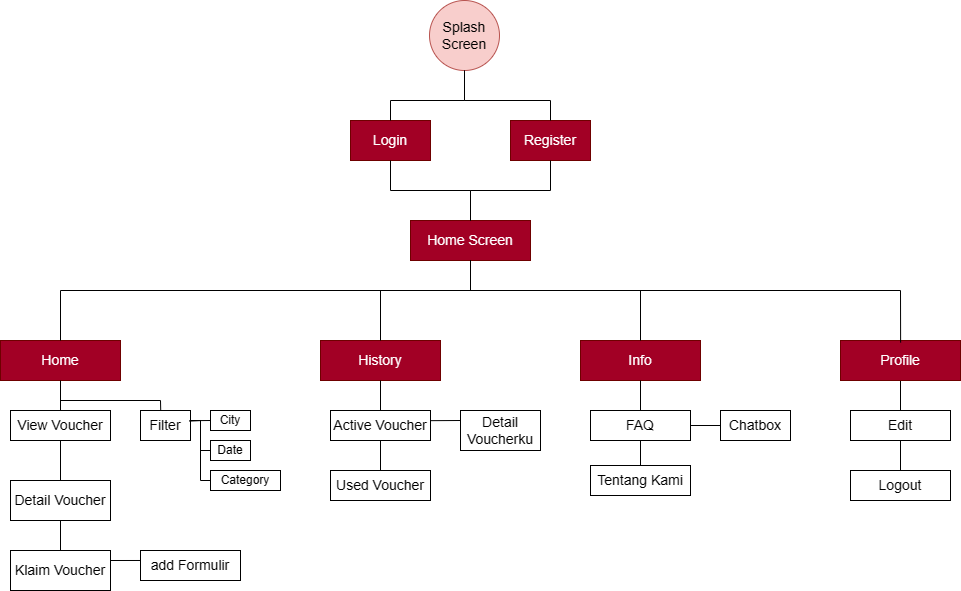 Splash
Screen
Login
Register
Home Screen
Home
History
Info
Profile
View Voucher
Filter
City
Date
Category
Detail Voucher
Klaim Voucher
add Formulir
Active Voucher
Detail
Voucherku
Used Voucher
FAQ
Chatbox
Tentang Kami
Edit
Logout